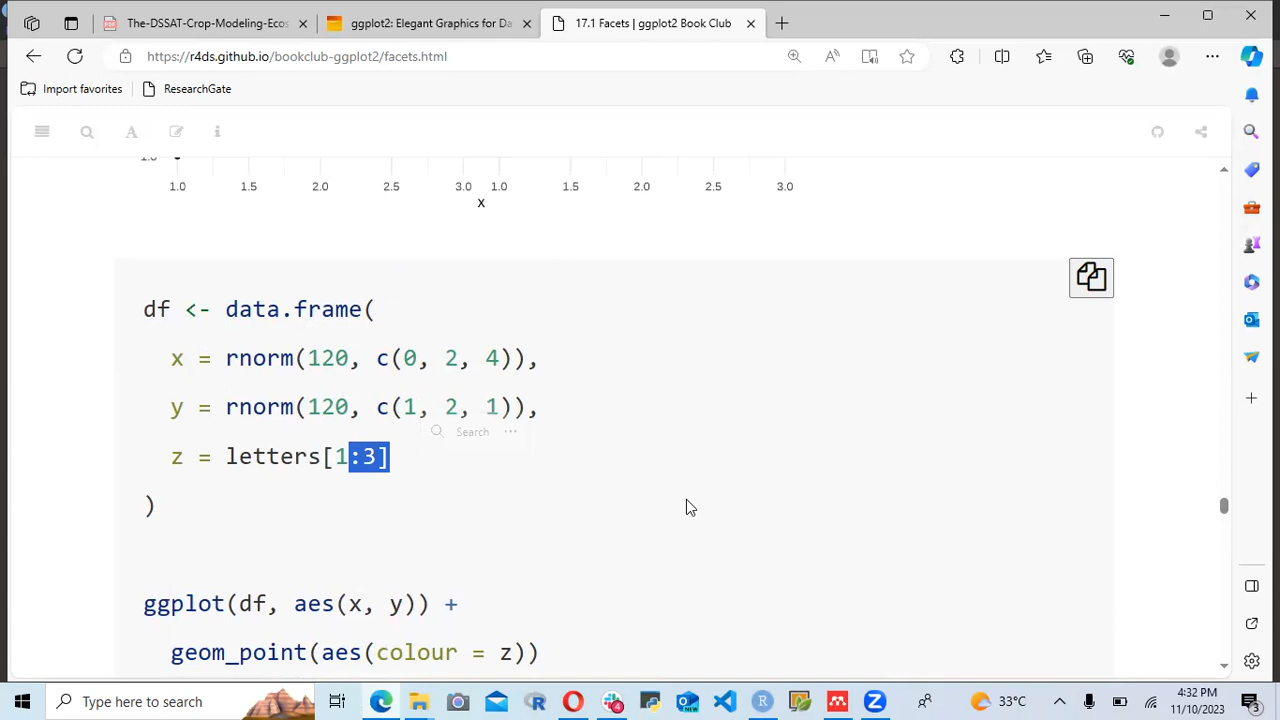 The-DSSAT-Crop-Modeling-Ecos
ggplot2: Elegant Graphics for Da
17.1 Facets | ggplot2 Book Club
https://r4ds.github.io/bookclub-ggplot2/facets.html
Import favorites
ResearchGate
1.0
1.0 1.5 2.0 2.5 3.0 1.0 1.5 2.0 2.5 3.0
x
df <- data.frame(
x = rnorm(120, c(0, 2, 4)),
y = rnorm(120, c(1, 2, 1)),
Search
z = letters[1:3]
)
ggplot(df, aes(x, y)) +
geom_point(aes(colour = z))
Type here to search
33°C
4:32 PM
11/10/2023
3